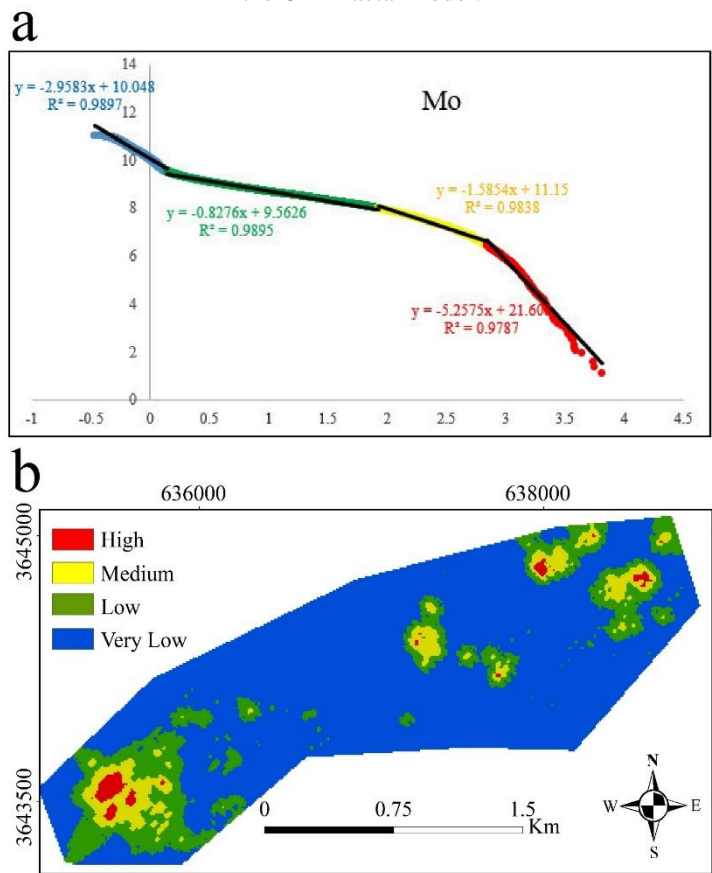 a
Mo
y = -2.9583x + 10.048
R² = 0.9897
y = -0.8276x + 9.5626
R² = 0.9895
y = -1.5854x + 11.15
R² = 0.9838
y = -5.2575x + 21.60
R² = 0.9787
14
12
10
8
6
4
2
0
-1 -0.5 0 0.5 1 1.5 2 2.5 3 3.5 4 4.5
b
636000 638000
3645000
3643500
High
Medium
Low
Very Low
0 0.75 1.5
Km
N
W E
S